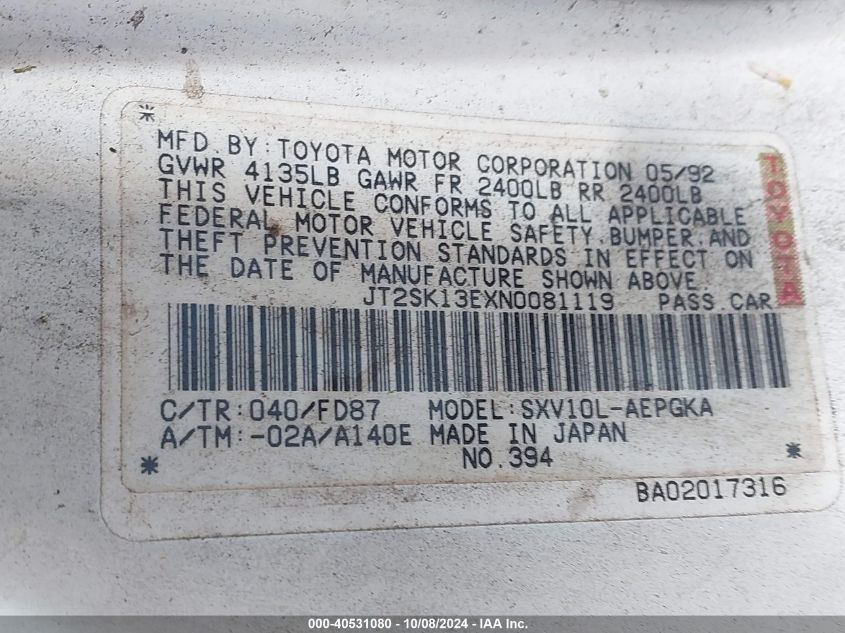 MFD.BY:TOYOTA MOTOR CORPORATION 05/92
GVWR 4135LB GAWR FR 2400LB RR 2400LB
THIS VEHICLE CONFORMS TO ALL APPLICABLE
FEDERAL MOTOR VEHICLE SAFETY,BUMPER,AND
THEFT PREVENTION STANDARDS IN EFFECT ON
THE DATE OF MANUFACTURE SHOWN ABOVE.
JT2SK13EXN0081119 PASS.CAR
TOYOTA
C/TR:040/FD87 MODEL:SXV10L-AEPGKA
A/TM:-02A/A140E MADE IN JAPAN
NO.394
BA02017316
000-40531080 - 10/08/2024 - IAA Inc.